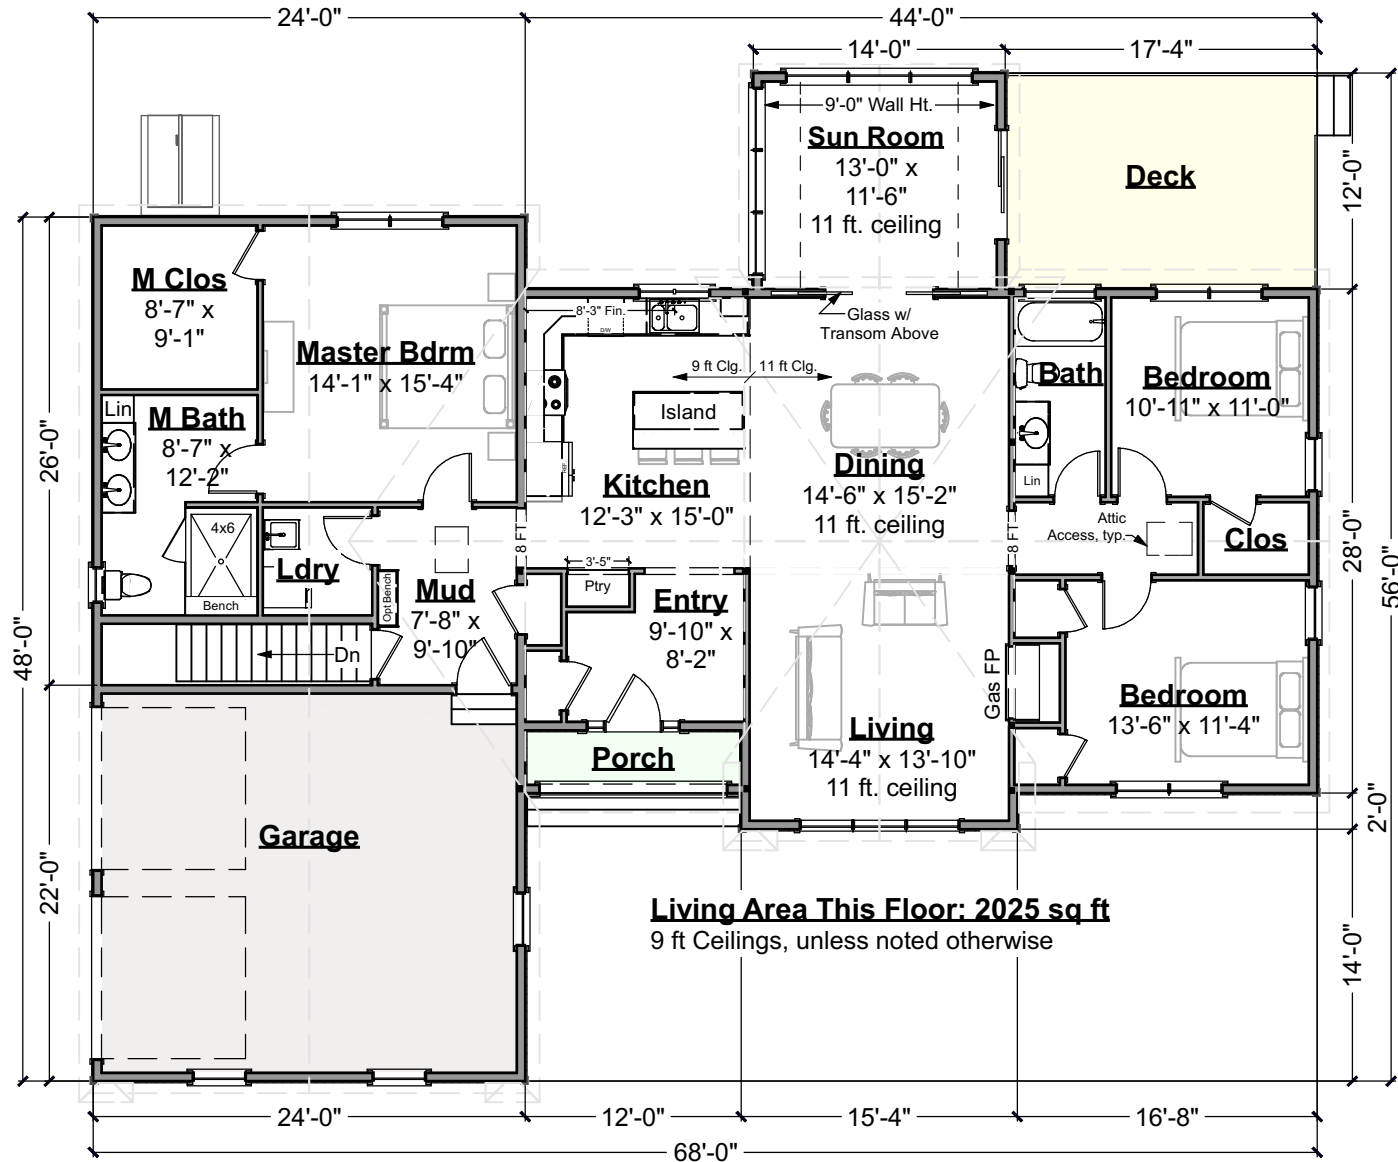 24'-0"
44'-0"
14'-0"
17'-4"
9'-0" Wall Ht.
Sun Room
13'-0" x
11'-6"
11 ft. ceiling
Deck
12'-0"
M Clos
8'-7" x
9'-1"
Master Bdrm
14'-1" x 15'-4"
8'-3" Fin.
D/W
Glass w/
Transom Above
9 ft Clg.
11 ft Clg.
Island
Bath
Bedroom
10'-11" x 11'-0"
Lin
M Bath
8'-7" x
12'-2"
26'-0"
REF.
Kitchen
12'-3" x 15'-0"
Dining
14'-6" x 15'-2"
11 ft. ceiling
Lin
4x6
Bench
Ldry
8 FT
8 FT
Attic
Access, typ.
Clos
28'-0"
56'-0"
3'-5"
Ptry
Opt Bench
Mud
7'-8" x
9'-10"
Entry
9'-10" x
8'-2"
48'-0"
Dn
Gas FP
Bedroom
13'-6" x 11'-4"
Living
14'-4" x 13'-10"
11 ft. ceiling
Porch
2'-0"
Garage
22'-0"
Living Area This Floor: 2025 sq ft
9 ft Ceilings, unless noted otherwise
14'-0"
24'-0"
12'-0"
15'-4"
16'-8"
68'-0"